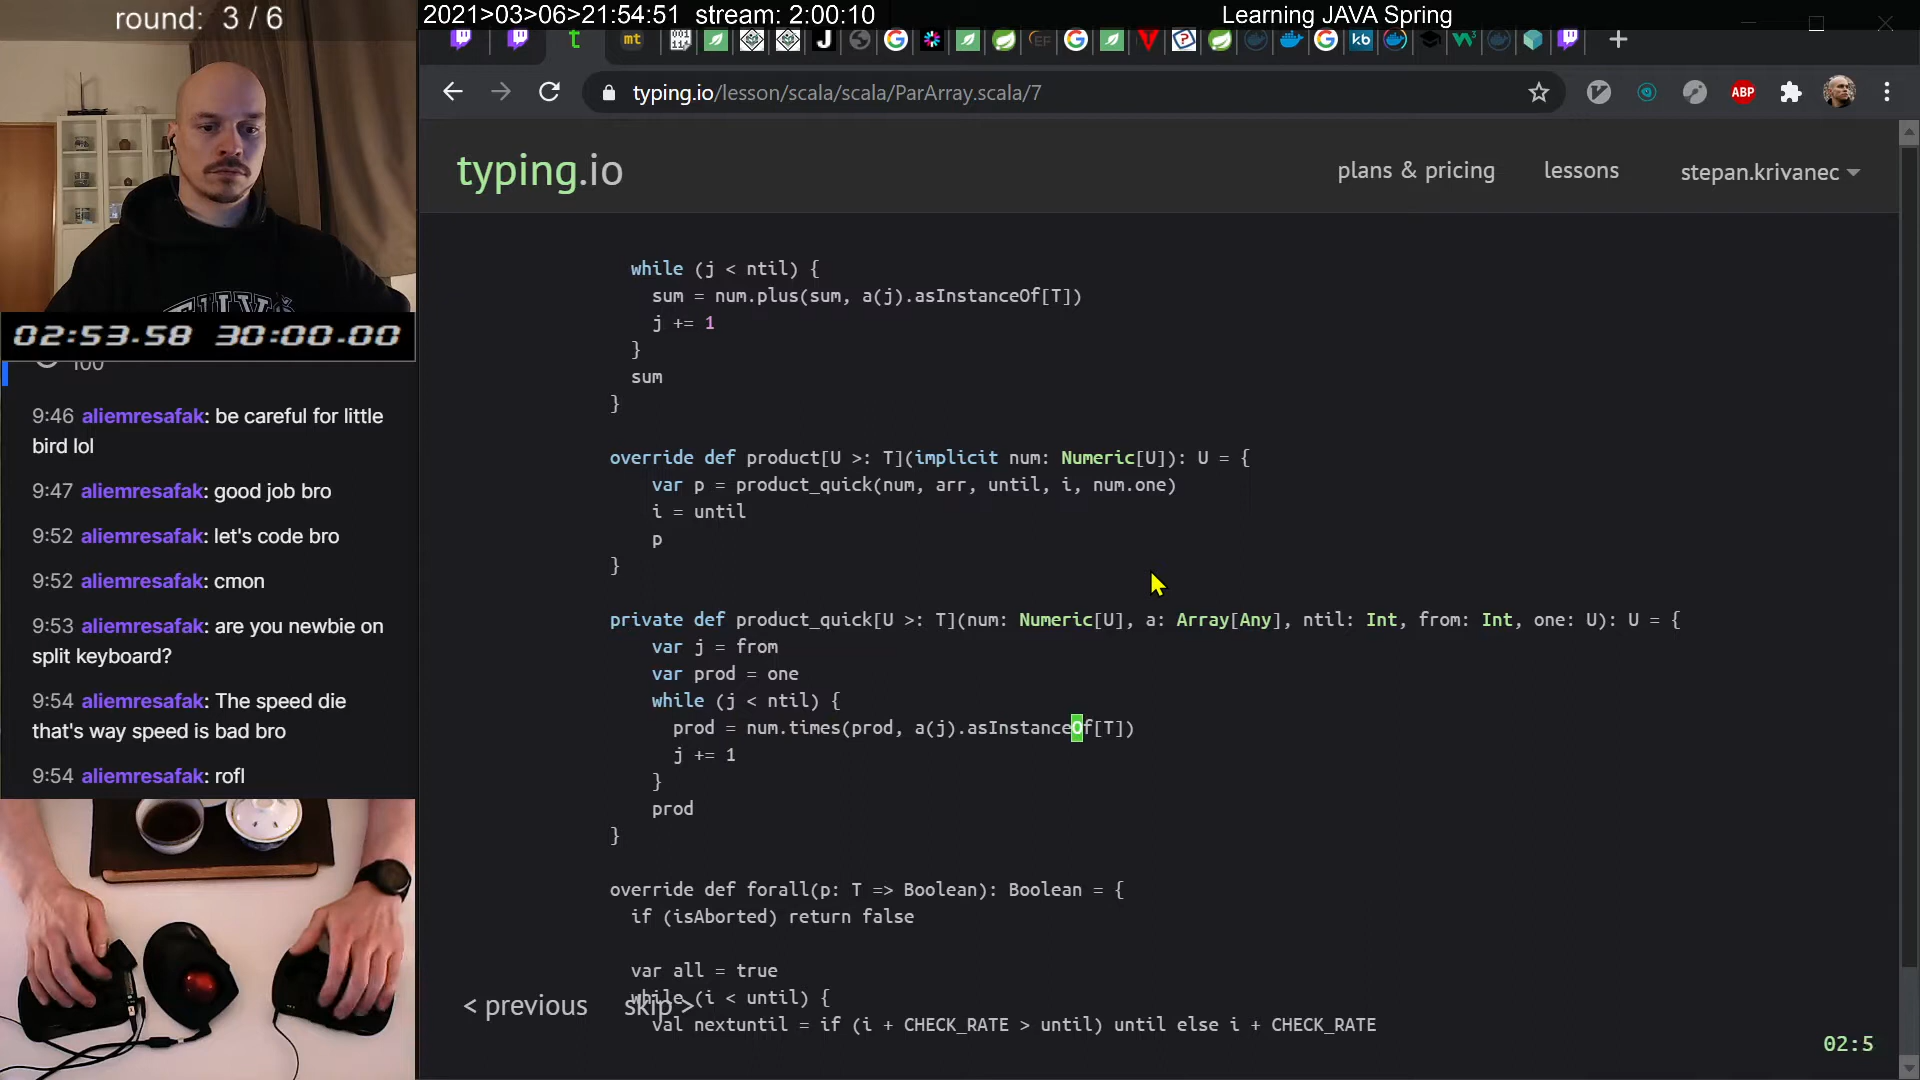 round: 3 / 6
2021>03>06>21:54:51 stream: 2:00:10
Learning JAVA Spring
typing.io/lesson/scala/scala/ParArray.scala/7
ABP
typing.io
plans & pricing
lessons
stepan.krivanec
02:53.58 30:00.00
100
9:46 aliemresafak: be careful for little
bird lol
9:47 aliemresafak: good job bro
9:52 aliemresafak: let's code bro
9:52 aliemresafak: cmon
9:53 aliemresafak: are you newbie on
split keyboard?
9:54 aliemresafak: The speed die
that's way speed is bad bro
9:54 aliemresafak: rofl
while (j < ntil) {
sum = num.plus(sum, a(j).asInstanceOf[T])
j += 1
}
sum
}
override def product[U >: T](implicit num: Numeric[U]): U = {
var p = product_quick(num, arr, until, i, num.one)
i = until
p
}
private def product_quick[U >: T](num: Numeric[U], a: Array[Any], ntil: Int, from: Int, one: U): U = {
var j = from
var prod = one
while (j < ntil) {
prod = num.times(prod, a(j).asInstanceOf[T])
j += 1
}
prod
}
override def forall(p: T => Boolean): Boolean = {
if (isAborted) return false
var all = true
while (i < until) {
val nextuntil = if (i + CHECK_RATE > until) until else i + CHECK_RATE
< previous
skip >
02:5